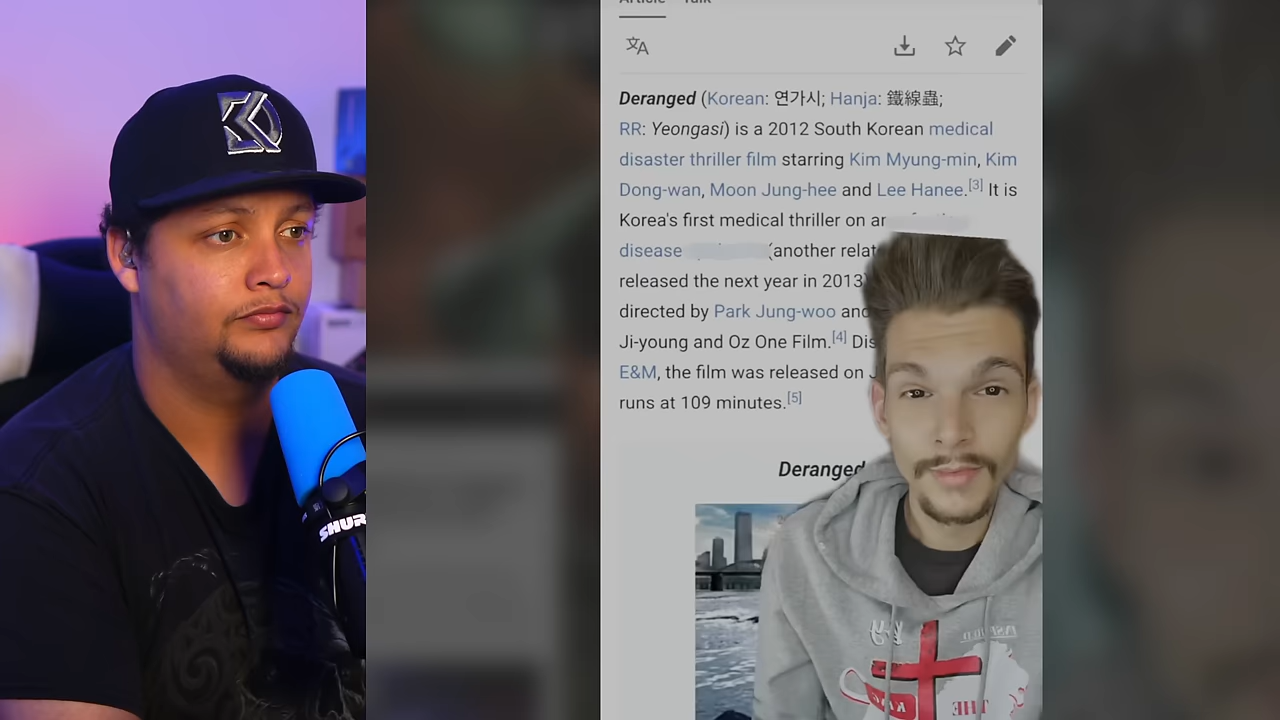 Article Talk
Deranged (Korean: 연가시; Hanja: 鐵線蟲;
RR: Yeongasi) is a 2012 South Korean medical
disaster thriller film starring Kim Myung-min, Kim
Dong-wan, Moon Jung-hee and Lee Hanee.[3] It is
Korea's first medical thriller on an
disease (another
released the next year in 2013)
directed by Park Jung-woo and
Ji-young and Oz One Film.[4]
E&M, the film was released on
runs at 109 minutes.[5]
Deranged
SHUR
THE